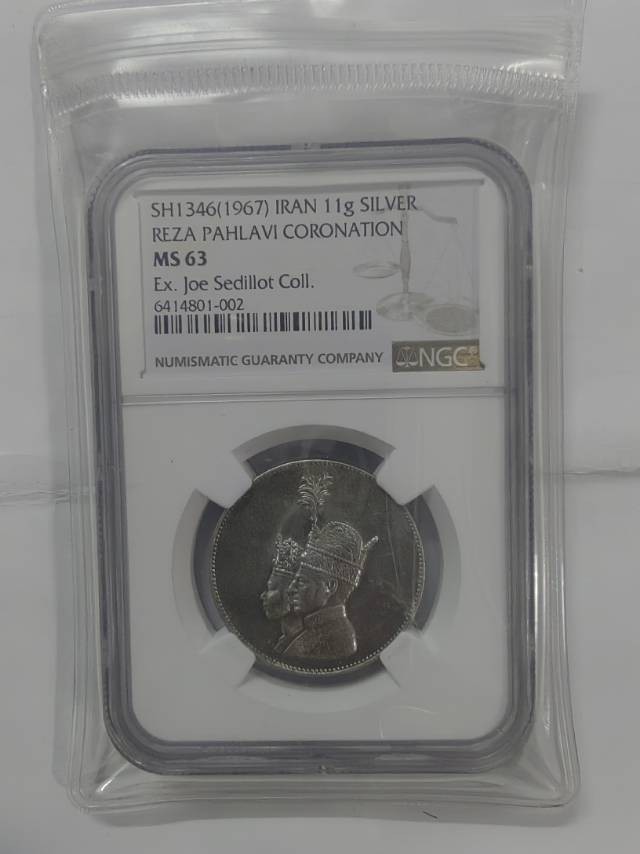 SH1346(1967) IRAN 11g SILVER
REZA PAHLAVI CORONATION
MS 63
Ex. Joe Sedillot Coll.
6414801-002
NUMISMATIC GUARANTY COMPANY NGC